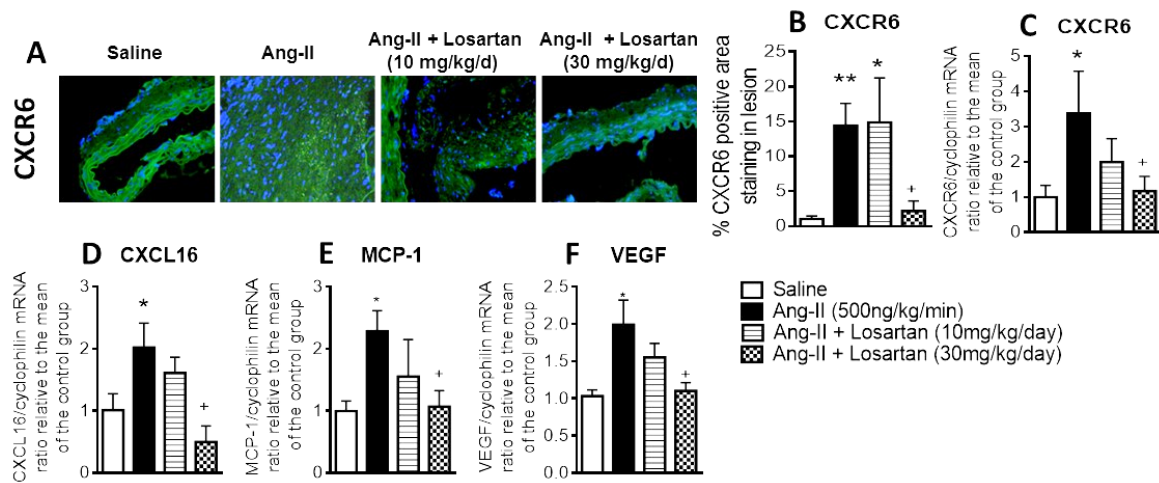 A
Saline
Ang-II
Ang-II + Losartan
(10 mg/kg/d)
Ang-II + Losartan
(30 mg/kg/d)
CXCR6
B
CXCR6
% CXCR6 positive area
staining in lesion
25
20
15
10
5
0
**
*
+
C
CXCR6
CXCR6/cyclophilin mRNA
ratio relative to the mean
of the control group
5
4
3
2
1
0
*
+
D
CXCL16
CXCL16/cyclophilin mRNA
ratio relative to the mean
of the control group
3
2
1
0
*
+
E
MCP-1
MCP-1/cyclophilin mRNA
ratio relative to the mean
of the control group
3
2
1
0
*
+
F
VEGF
VEGF/cyclophilin mRNA
ratio relative to the mean
of the control group
2.5
2.0
1.5
1.0
0.5
0.0
*
+
Saline
Ang-II (500ng/kg/min)
Ang-II + Losartan (10mg/kg/day)
Ang-II + Losartan (30mg/kg/day)